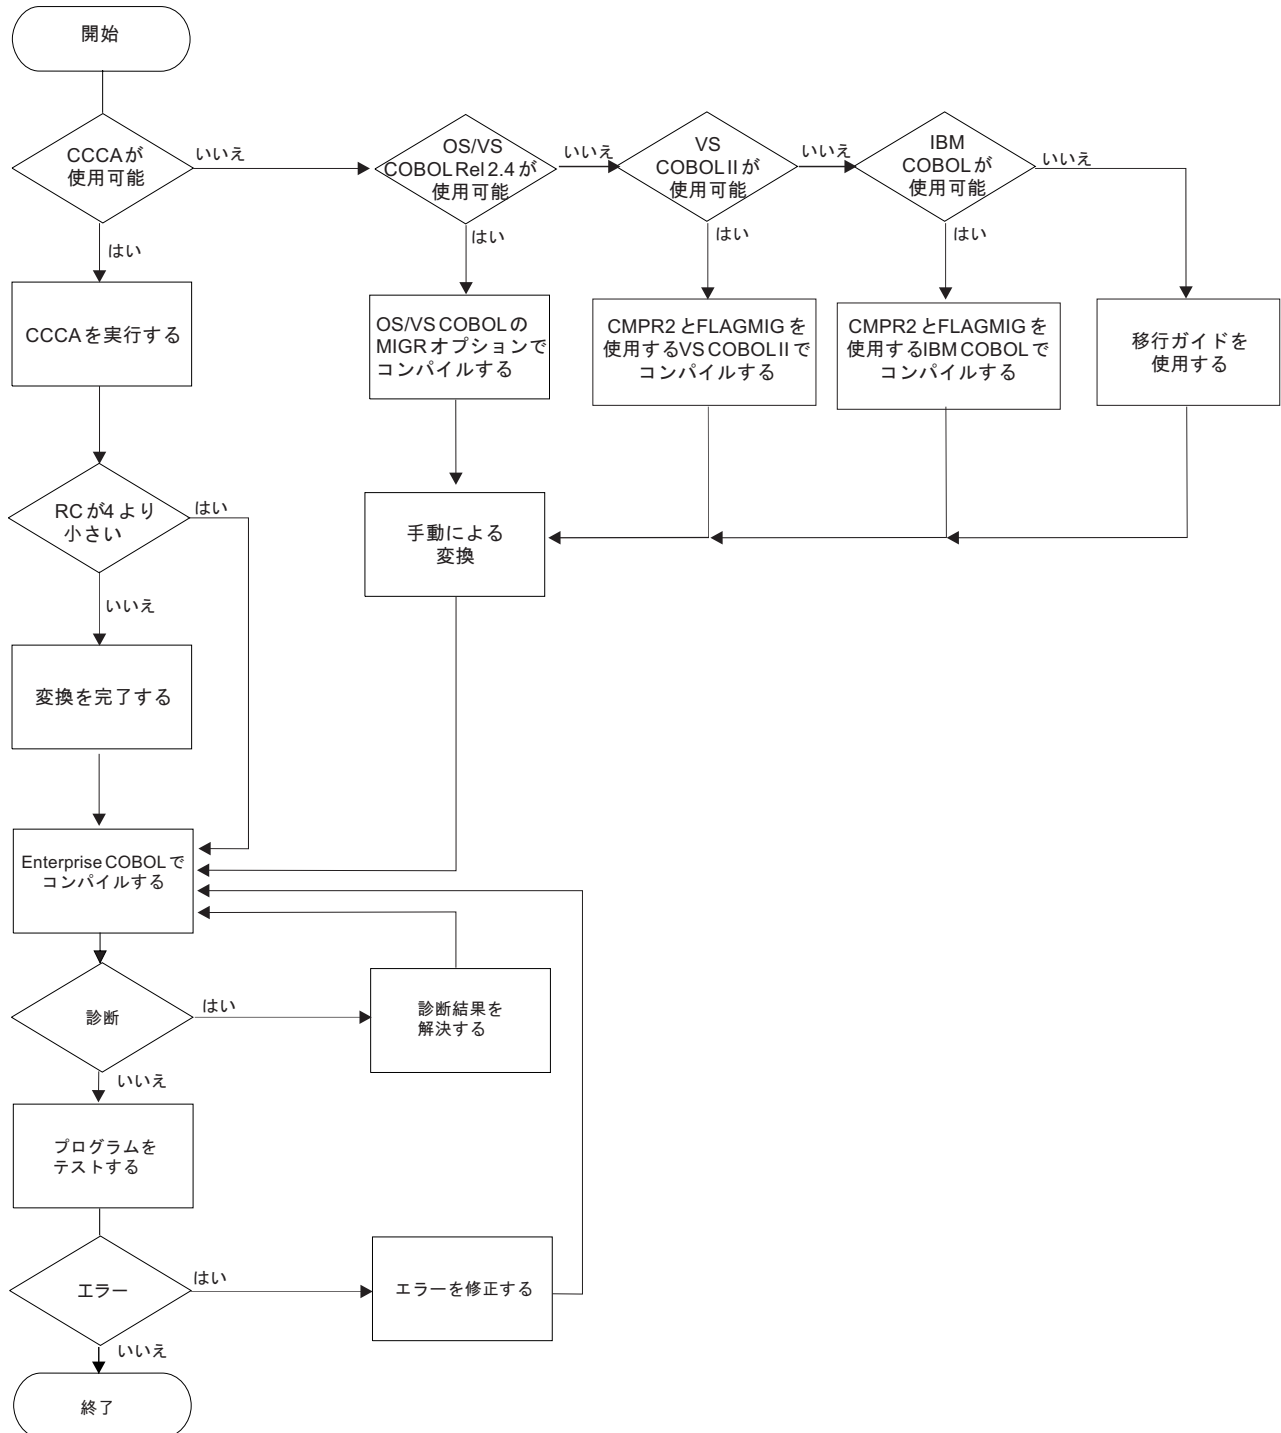 開始
CCCAが
使用可能
いいえ
OS/VS
COBOL Rel 2.4 が
使用可能
いいえ
VS
COBOL II が
使用可能
いいえ
IBM
COBOLが
使用可能
いいえ
はい
はい
はい
はい
CCCAを実行する
OS/VS COBOL の
MIGR オプションで
コンパイルする
CMPR2 とFLAGMIG を
使用するVS COBOL II で
コンパイルする
CMPR2 とFLAGMIG を
使用するIBM COBOL で
コンパイルする
移行ガイドを
使用する
RC が4 より
小さい
はい
手動による
変換
いいえ
変換を完了する
Enterprise COBOL で
コンパイルする
診断
はい
診断結果を
解決する
いいえ
プログラムを
テストする
エラー
はい
エラーを修正する
いいえ
終了